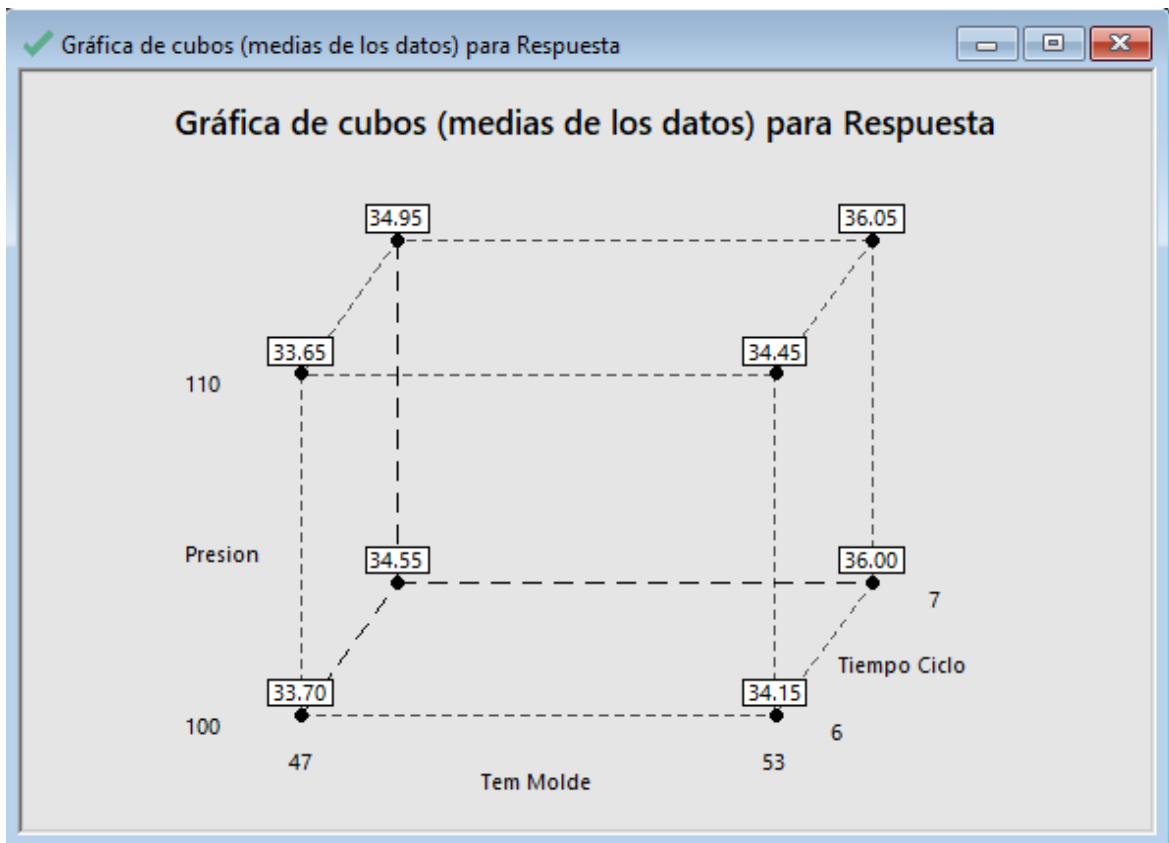 Gráfica de cubos (medias de los datos) para Respuesta
Gráfica de cubos (medias de los datos) para Respuesta
34.95 36.05
33.65 34.45
110
Presion 34.55 36.00
7
Tiempo Ciclo
33.70 34.15
100 6
47 53
Tem Molde